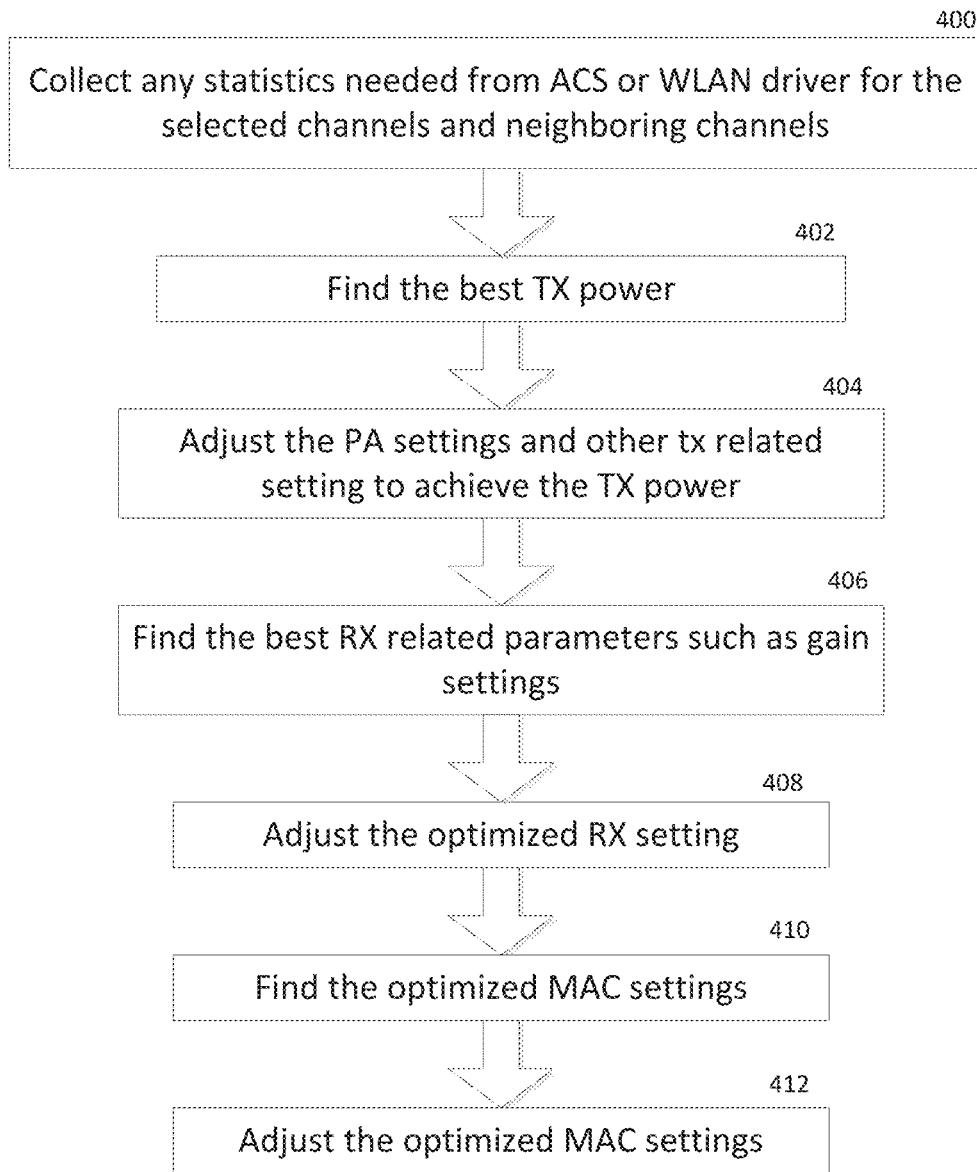 400
Collect any statistics needed from ACS or WLAN driver for the
selected channels and neighboring channels
402
Find the best TX power
404
Adjust the PA settings and other tx related
setting to achieve the TX power
406
Find the best RX related parameters such as gain
settings
408
Adjust the optimized RX setting
410
Find the optimized MAC settings
412
Adjust the optimized MAC settings